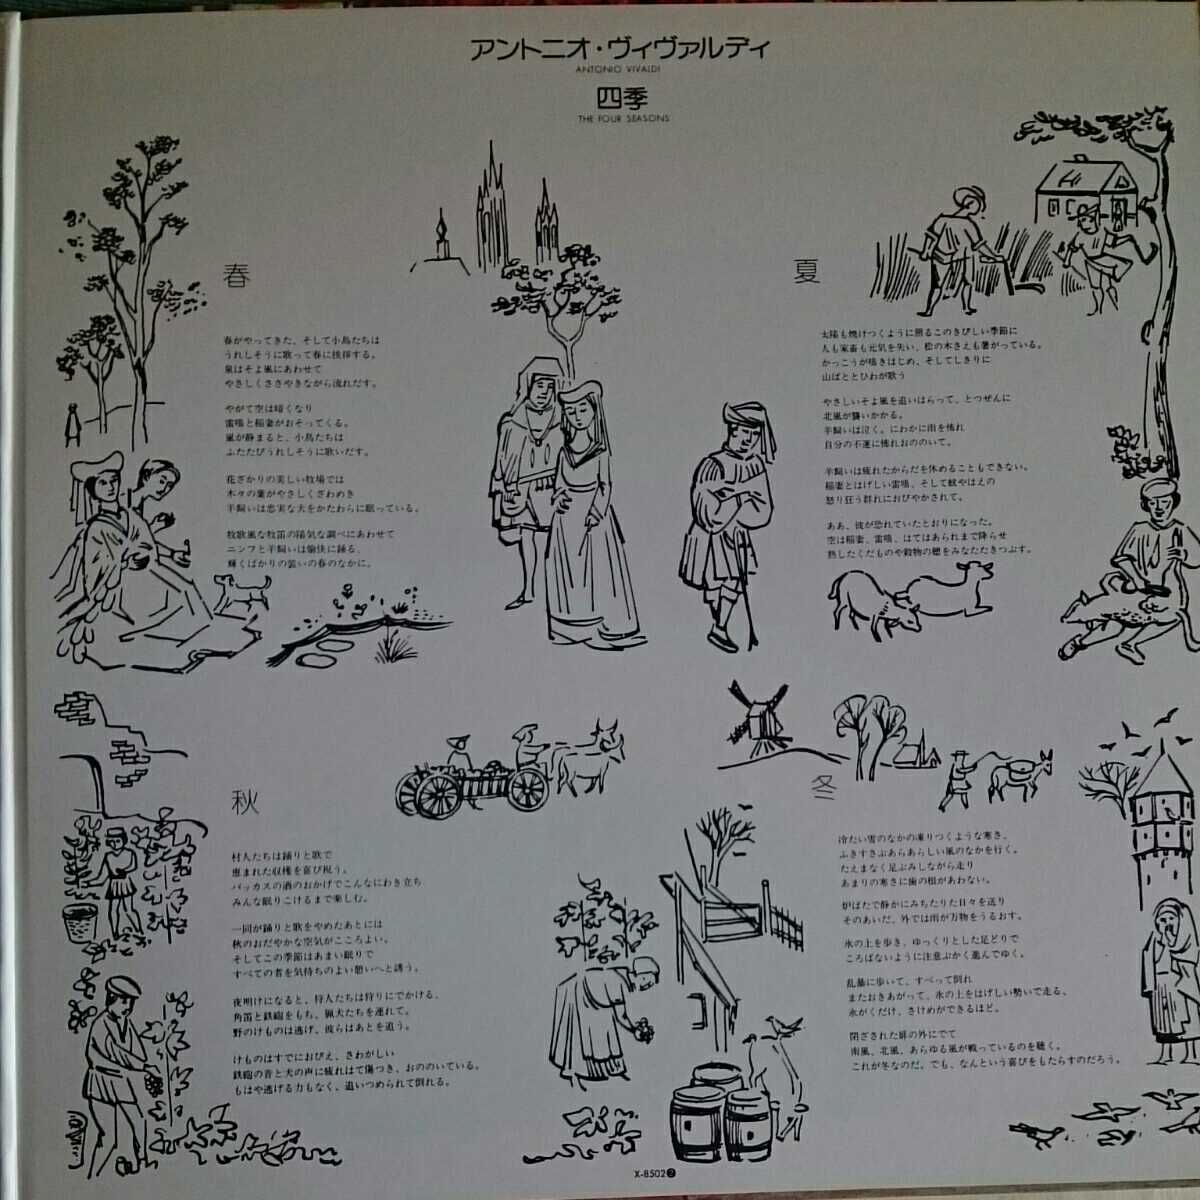 アントニオ・ヴィヴァルディ
ANTONIO VIVALDI
四季
THE FOUR SEASONS
春
春がやってきた、そして小鳥たちは
うれしそうに歌って春に挨拶する。
泉はそよ風にあわせて
やさしくささやきながら流れだす。
やがて空は暗くなり
雷鳴と稲妻がおそってくる。
嵐が静まると、小鳥たちは
ふたたびうれしそうに歌いだす。
花ざかりの美しい牧場では
木々の葉がやさしくざわめき
羊飼いは忠実な犬をかたわらに眠っている。
牧歌風な牧笛の陽気な調べにあわせて
ニンフと羊飼いは愉快に踊る、
輝くばかりの装いの春のなかに。
夏
太陽も焼けつくように照るこのきびしい季節に
人も家畜も元気を失い、松の木さえも暑がっている。
かっこうが鳴きはじめ、そしてしきりに
山ばととひわが歌う
やさしいそよ風を追いはらって、とつぜんに
北風が襲いかかる。
羊飼いは泣く。にわかに雨を怖れ
自分の不運に怖れおののいて。
羊飼いは疲れたからだを休めることもできない。
稲妻とはげしい雷鳴、そして蚊やはえの
怒り狂う群れにおびやかされて。
ああ、彼が恐れていたとおりになった。
空は稲妻、雷鳴、はてはあられまで降らせ
熟したくだものや穀物の穂をみなたたきつぶす。
秋
村人たちは踊りと歌で
恵まれた収穫を喜び祝う。
バッカスの酒のおかげでこんなにわき立ち
みんな眠りこけるまで楽しむ。
一同が踊りと歌をやめたあとには
秋のおだやかな空気がこころよい。
そしてこの季節はあまい眠りで
すべての者を気持ちのよい憩いへと誘う。
夜明けになると、狩人たちは狩りにでかける、
角笛と鉄砲をもち、猟犬たちを連れて。
野のけものは逃げ、彼らはあとを追う。
けものはすでにおびえ、さわがしい
鉄砲の音と犬の声に疲れはて傷つき、おののいている。
もはや逃げる力もなく、追いつめられて倒れる。
冬
冷たい雪のなかの凍りつくような寒さ、
ふきすさぶあらあらしい風のなかを行く。
たえまなく足ぶみしながら走り
あまりの寒さに歯の根があわない。
炉ばたで静かにみちたりた日々を送り
そのあいだ、外では雨が万物をうるおす。
氷の上を歩き、ゆっくりとした足どりで
ころばないように注意ぶかく進んでゆく。
乱暴に歩いて、すべって倒れ
またおきあがって、氷の上をはげしい勢いで走る、
氷がくだけ、さけめができるほど。
閉ざされた扉の外にでて
南風、北風、あらゆる風が戦っているのを聴く。
これが冬なのだ。でも、なんという喜びをもたらすのだろう。
X-8502❷